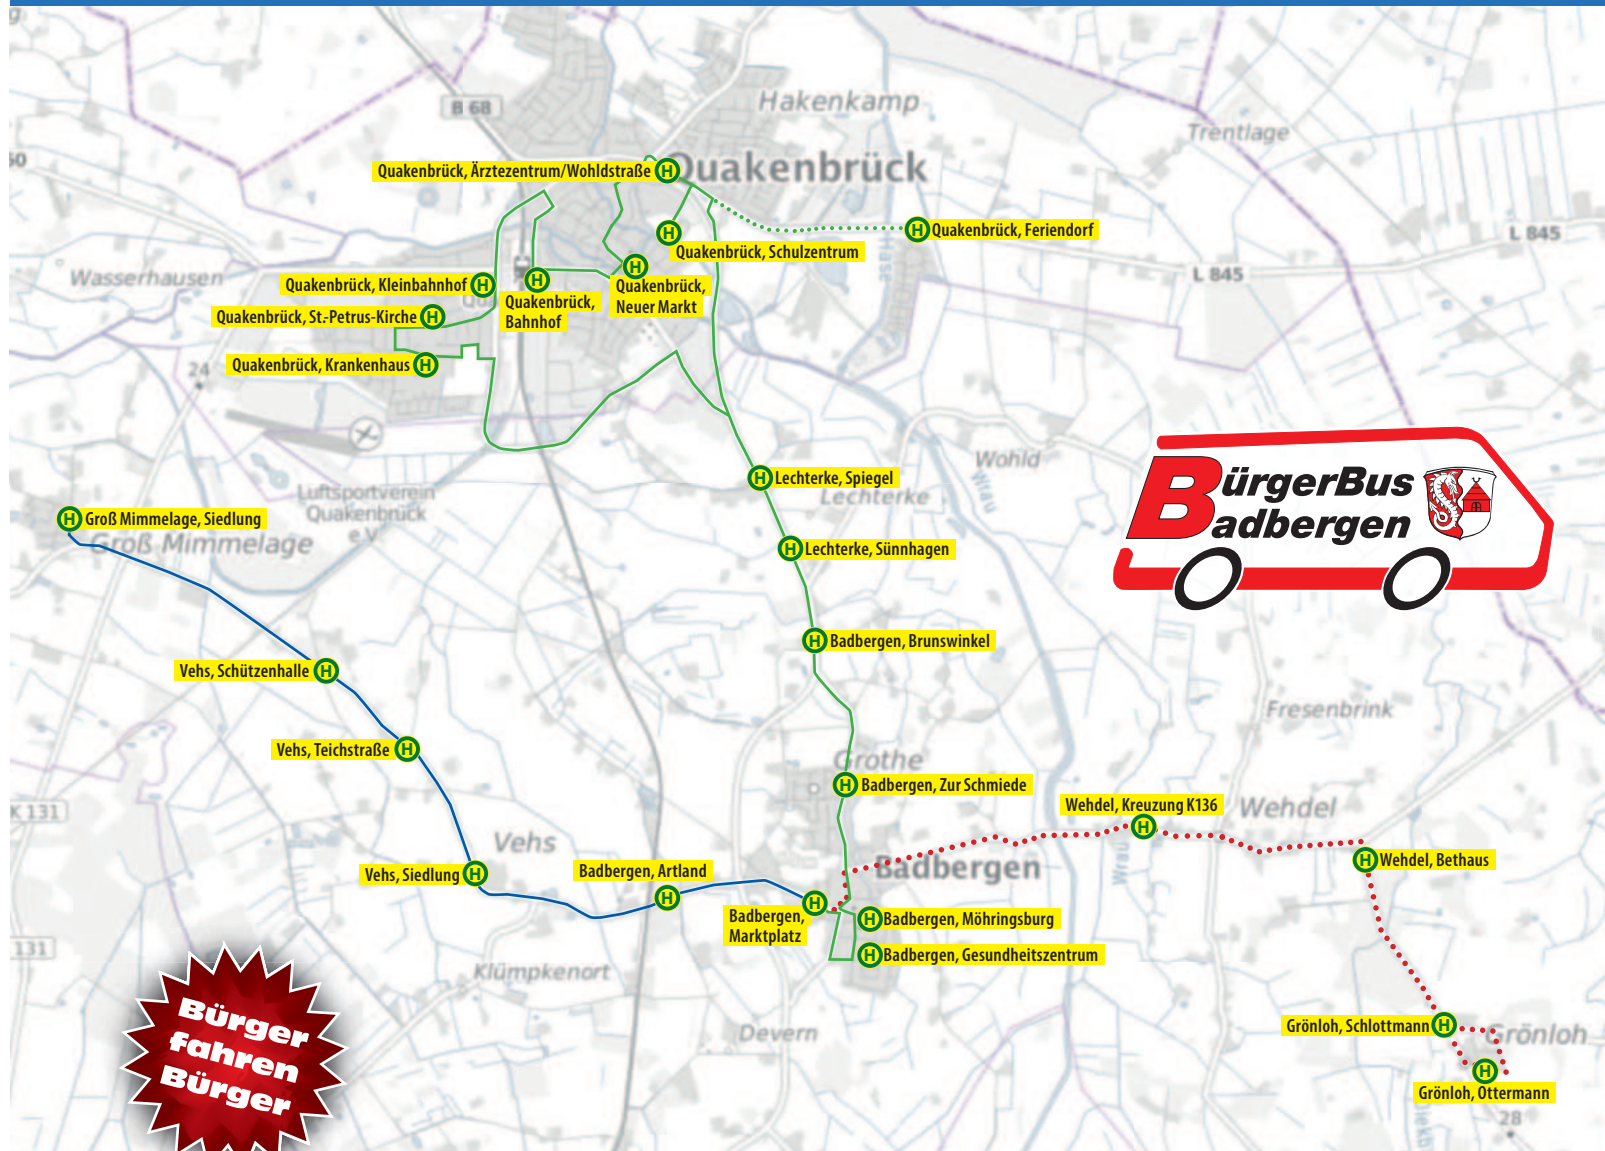 B 68
Hakenkamp
Trentlage
Quakenbrück, Ärztezentrum/Wohldstraße
Quakenbrück
Quakenbrück, Feriendorf
L 845
Quakenbrück, Schulzentrum
L 845
Wasserhausen
Quakenbrück, Kleinbahnhof
Quakenbrück,
Bahnhof
Quakenbrück,
Neuer Markt
Quakenbrück, St.-Petrus-Kirche
Quakenbrück, Krankenhaus
24
Hase
Wohld
Wrau
Lechterke, Spiegel
Lechterke
BürgerBus
Badbergen
Luftsportverein
Quakenbrück
e.V.
Groß Mimmelage, Siedlung
Groß Mimmelage
Lechterke, Sünnhagen
Badbergen, Brunswinkel
Vehs, Schützenhalle
Fresenbrink
Vehs, Teichstraße
Grothe
Badbergen, Zur Schmiede
K 131
Wehdel, Kreuzung K136
Wehdel
Vehs
Wrau
Wehdel, Bethaus
Vehs, Siedlung
Badbergen, Artland
Badbergen
Badbergen,
Marktplatz
Badbergen, Möhringsburg
131
Badbergen, Gesundheitszentrum
Klümpkenort
Devern
Bürger
fahren
Bürger
Grönloh, Schlottmann
Grönloh
Grönloh, Ottermann
28